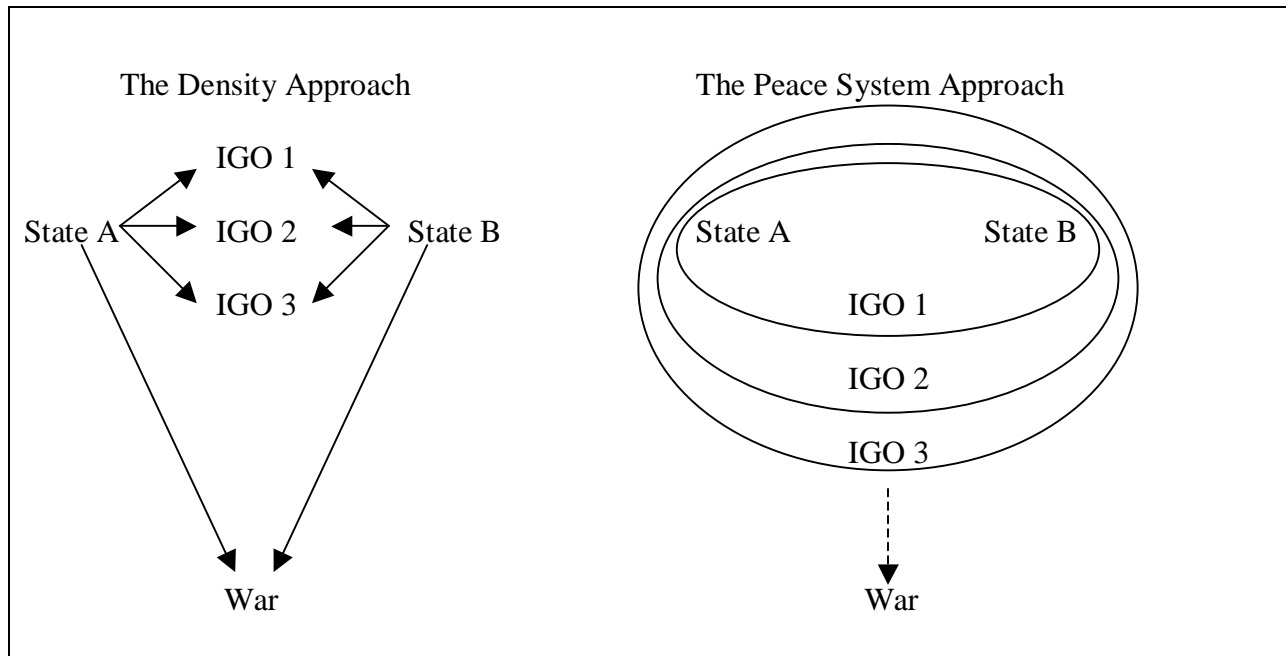 The Density Approach
IGO 1
State A IGO 2 State B
IGO 3
War
The Peace System Approach
State A State B
IGO 1
IGO 2
IGO 3
War